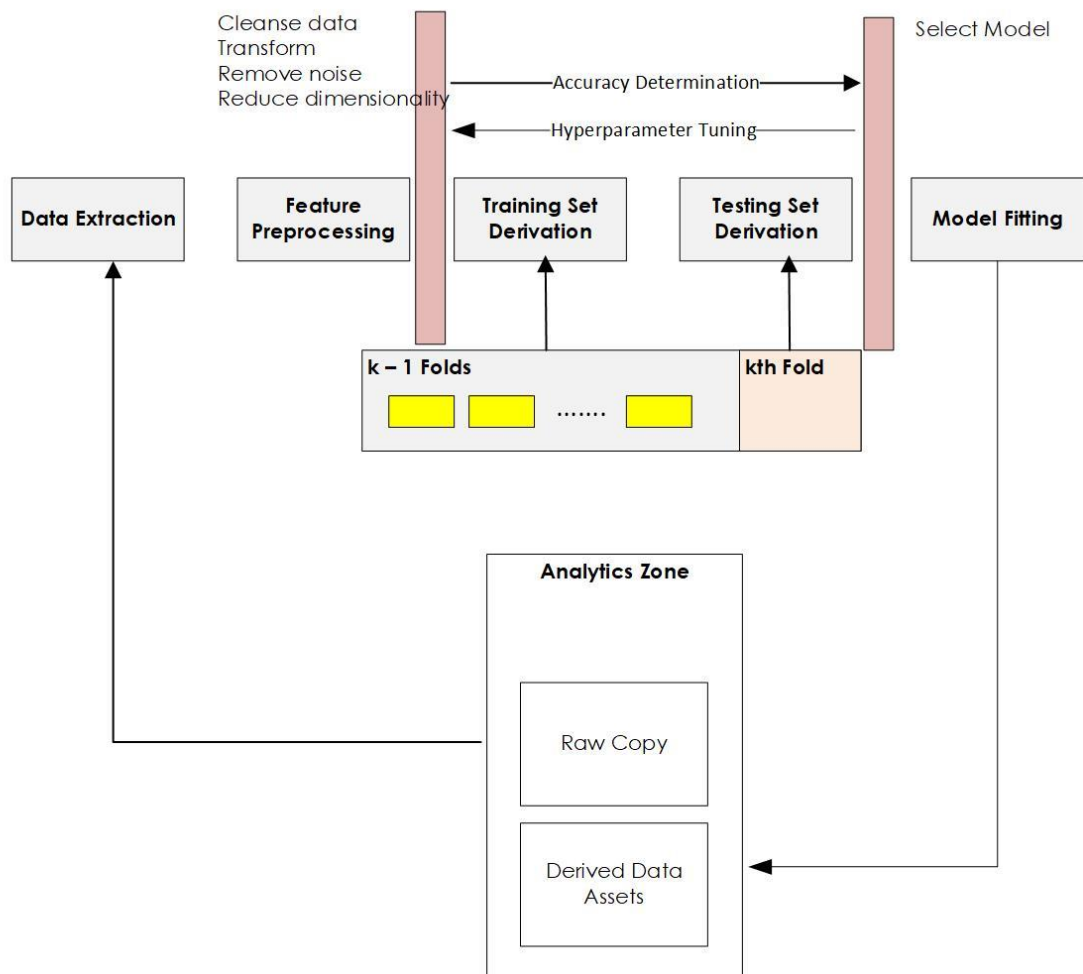 Cleanse data
Transform
Remove noise
Reduce dimensionality
Select Model
Accuracy Determination
Hyperparameter Tuning
Data Extraction
Feature
Preprocessing
Training Set
Derivation
Testing Set
Derivation
Model Fitting
k – 1 Folds
kth Fold
.......
Analytics Zone
Raw Copy
Derived Data
Assets